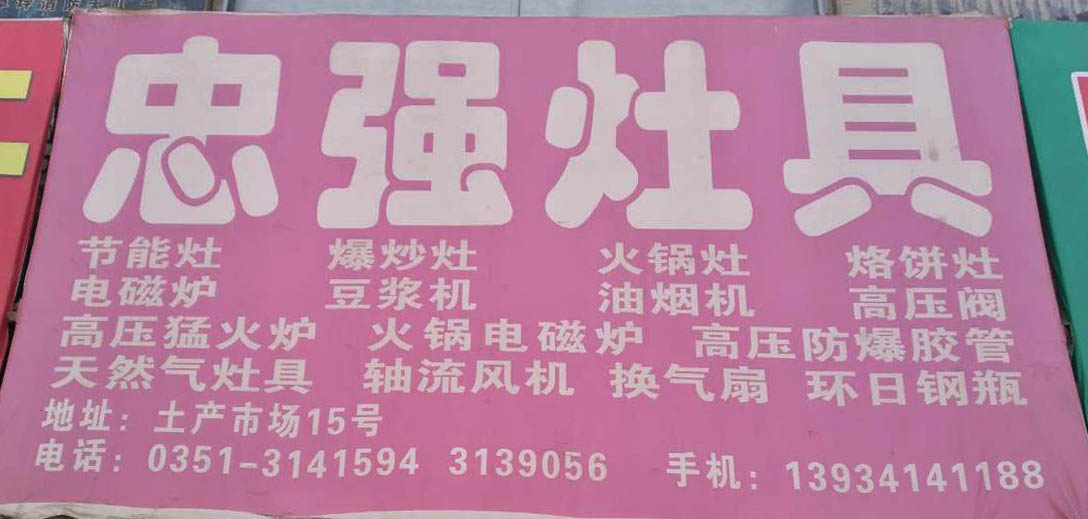 忠强灶具
节能灶 爆炒灶 火锅灶 烙饼灶
电磁炉 豆浆机 油烟机 高压阀
高压猛火炉 火锅电磁炉 高压防爆胶管
天然气灶具 轴流风机 换气扇 环日钢瓶
地址：土产市场15号
电话：0351-3141594 3139056 手机：13934141188